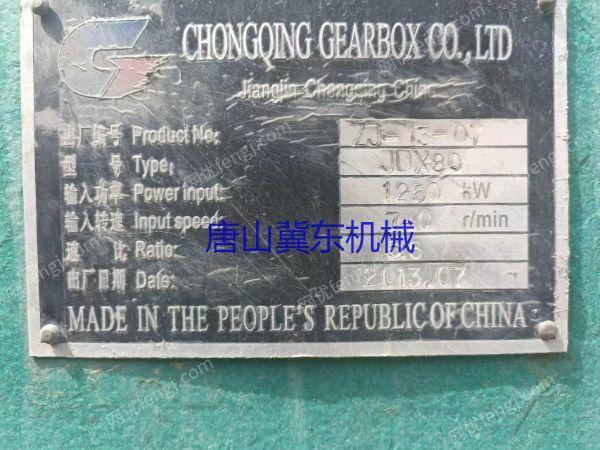 CHONGQING GEARBOX CO., LTD
Jiangjin Chongqing China
出厂编号 Product No: ZJ-13-07
型 号 Type: JDX80
输入功率 Power input: 1250 kW
输入转速 Input speed: r/min
速 比 Ratio:
出厂日期 Date: 2013.07
唐山冀东机械
MADE IN THE PEOPLE'S REPUBLIC OF CHINA